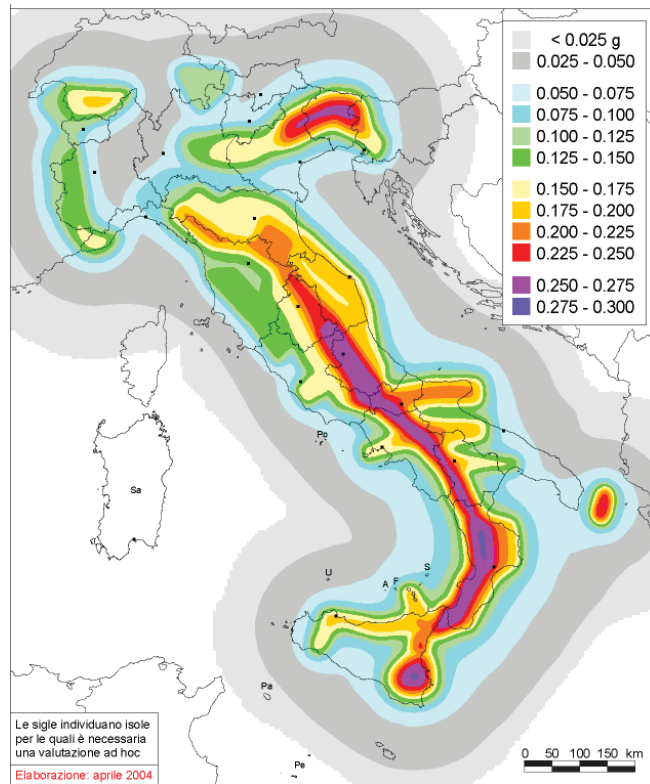 < 0.025 g
0.025 - 0.050
0.050 - 0.075
0.075 - 0.100
0.100 - 0.125
0.125 - 0.150
0.150 - 0.175
0.175 - 0.200
0.200 - 0.225
0.225 - 0.250
0.250 - 0.275
0.275 - 0.300
Po
Sa
U
A
F
S
Pa
Pe
Le sigle individuano isole
per le quali è necessaria
una valutazione ad hoc
Elaborazione: aprile 2004
0 50 100 150 km